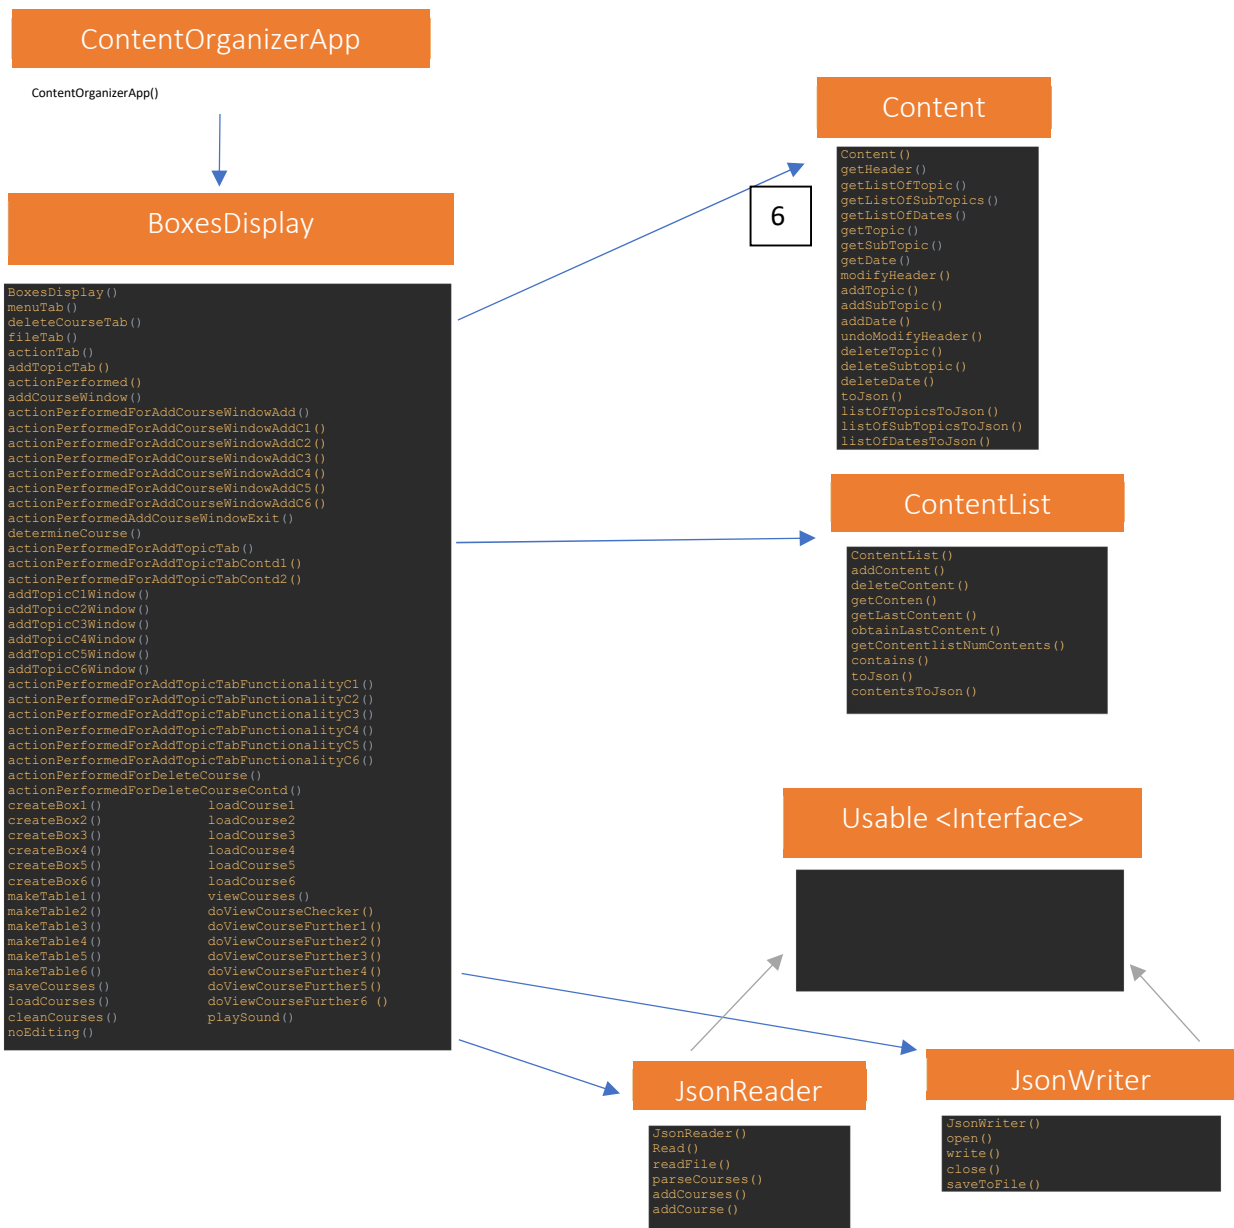 ContentOrganizerApp
ContentOrganizerApp()
BoxesDisplay
BoxesDisplay()
menuTab()
deleteCourseTab()
fileTab()
actionTab()
addTopicTab()
actionPerformed()
addCourseWindow()
actionPerformedForAddCourseWindowAdd()
actionPerformedForAddCourseWindowAddC1()
actionPerformedForAddCourseWindowAddC2()
actionPerformedForAddCourseWindowAddC3()
actionPerformedForAddCourseWindowAddC4()
actionPerformedForAddCourseWindowAddC5()
actionPerformedForAddCourseWindowAddC6()
actionPerformedAddCourseWindowExit()
determineCourse()
actionPerformedForAddTopicTab()
actionPerformedForAddTopicTabContd1()
actionPerformedForAddTopicTabContd2()
addTopicC1Window()
addTopicC2Window()
addTopicC3Window()
addTopicC4Window()
addTopicC5Window()
addTopicC6Window()
actionPerformedForAddTopicTabFunctionalityC1()
actionPerformedForAddTopicTabFunctionalityC2()
actionPerformedForAddTopicTabFunctionalityC3()
actionPerformedForAddTopicTabFunctionalityC4()
actionPerformedForAddTopicTabFunctionalityC5()
actionPerformedForAddTopicTabFunctionalityC6()
actionPerformedForDeleteCourse()
actionPerformedForDeleteCourseContd()
createBox1() loadCourse1
createBox2() loadCourse2
createBox3() loadCourse3
createBox4() loadCourse4
createBox5() loadCourse5
createBox6() loadCourse6
makeTable1() viewCourses()
makeTable2() doViewCourseChecker()
makeTable3() doViewCourseFurther1()
makeTable4() doViewCourseFurther2()
makeTable5() doViewCourseFurther3()
makeTable6() doViewCourseFurther4()
saveCourses() doViewCourseFurther5()
loadCourses() doViewCourseFurther6 ()
cleanCourses() playSound()
noEditing()
6
Content
Content()
getHeader()
getListOfTopic()
getListOfSubTopics()
getListOfDates()
getTopic()
getSubTopic()
getDate()
modifyHeader()
addTopic()
addSubTopic()
addDate()
undoModifyHeader()
deleteTopic()
deleteSubtopic()
deleteDate()
toJson()
listOfTopicsToJson()
listOfSubTopicsToJson()
listOfDatesToJson()
ContentList
ContentList()
addContent()
deleteContent()
getConten()
getLastContent()
obtainLastContent()
getContentlistNumContents()
contains()
toJson()
contentsToJson()
Usable <Interface>
JsonReader
JsonReader()
Read()
readFile()
parseCourses()
addCourses()
addCourse()
JsonWriter
JsonWriter()
open()
write()
close()
saveToFile()